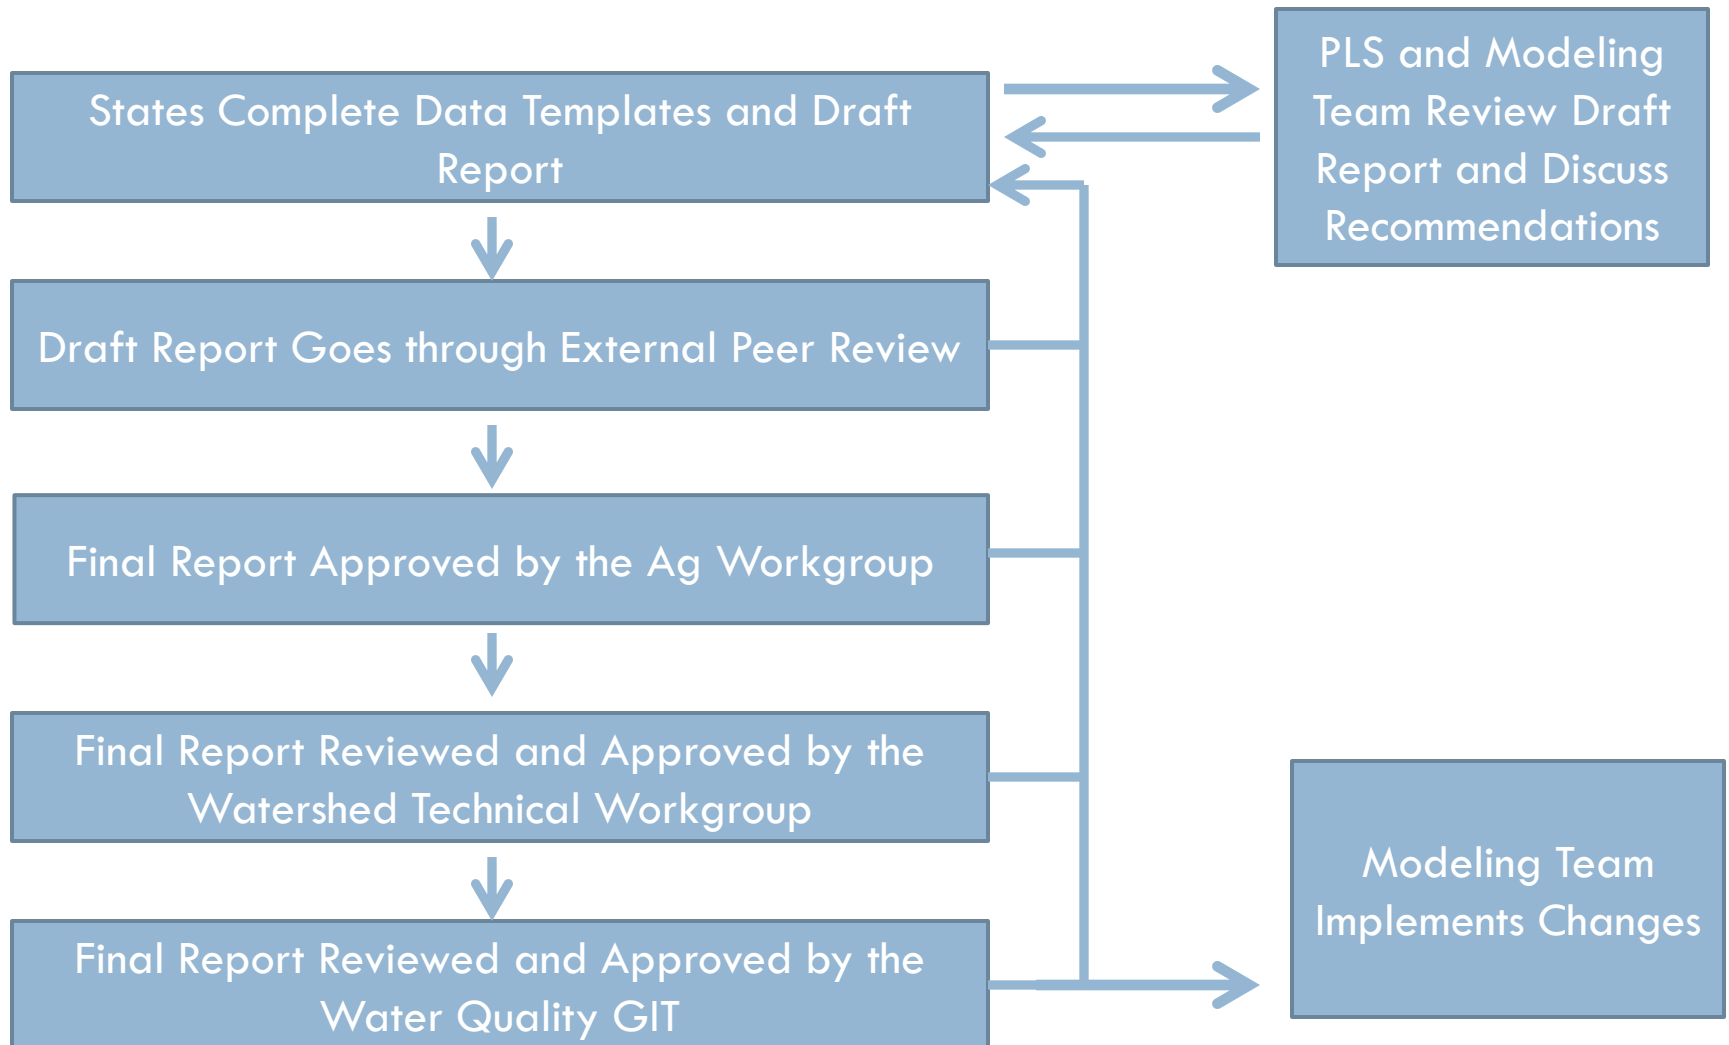 States Complete Data Templates and Draft
Report
PLS and Modeling
Team Review Draft
Report and Discuss
Recommendations
Draft Report Goes through External Peer Review
Final Report Approved by the Ag Workgroup
Final Report Reviewed and Approved by the
Watershed Technical Workgroup
Modeling Team
Implements Changes
Final Report Reviewed and Approved by the
Water Quality GIT